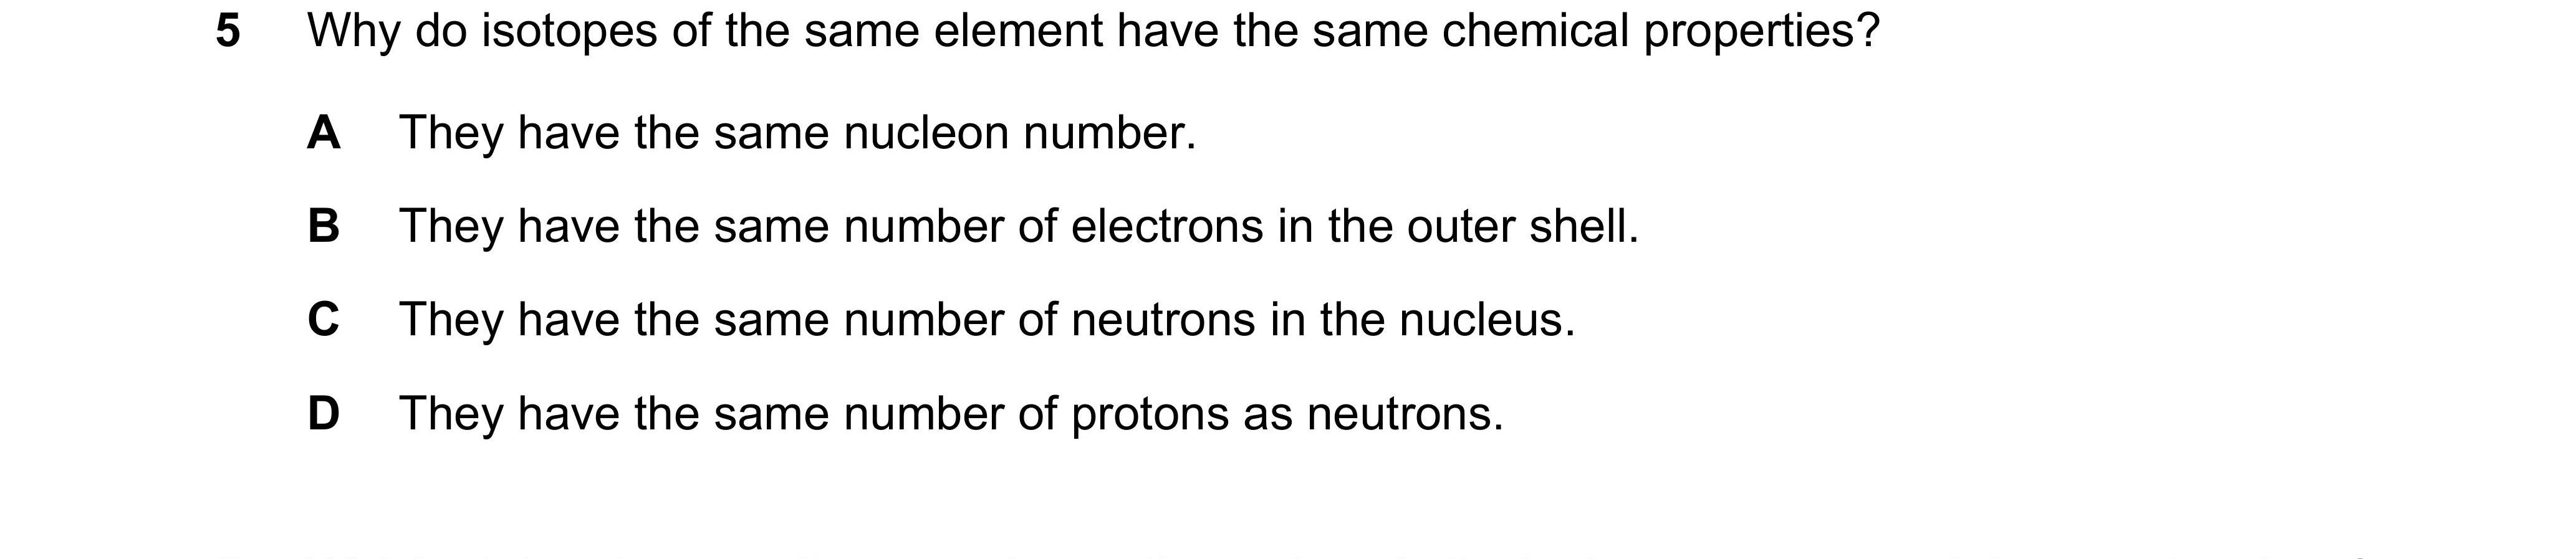 5 Why do isotopes of the same element have the same chemical properties?
A They have the same nucleon number.
B They have the same number of electrons in the outer shell.
C They have the same number of neutrons in the nucleus.
D They have the same number of protons as neutrons.